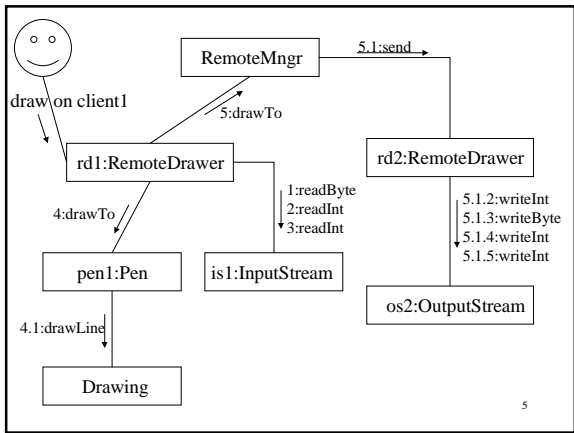 RemoteMngr
5.1:send
draw on client1
5:drawTo
rd1:RemoteDrawer
rd2:RemoteDrawer
1:readByte
2:readInt
3:readInt
4:drawTo
5.1.2:writeInt
5.1.3:writeByte
5.1.4:writeInt
5.1.5:writeInt
pen1:Pen
is1:InputStream
os2:OutputStream
4.1:drawLine
Drawing
5